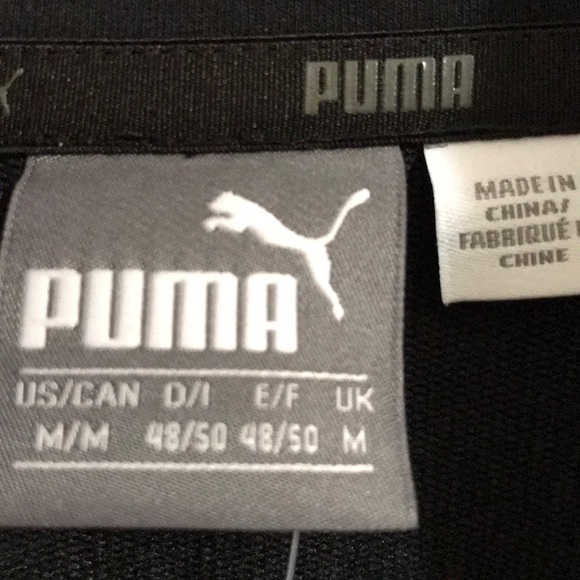 PUMA
PUMA
US/CAN D/I E/F UK
M/M 48/50 48/50 M
MADE IN
CHINA/
FABRIQUÉ
CHINE